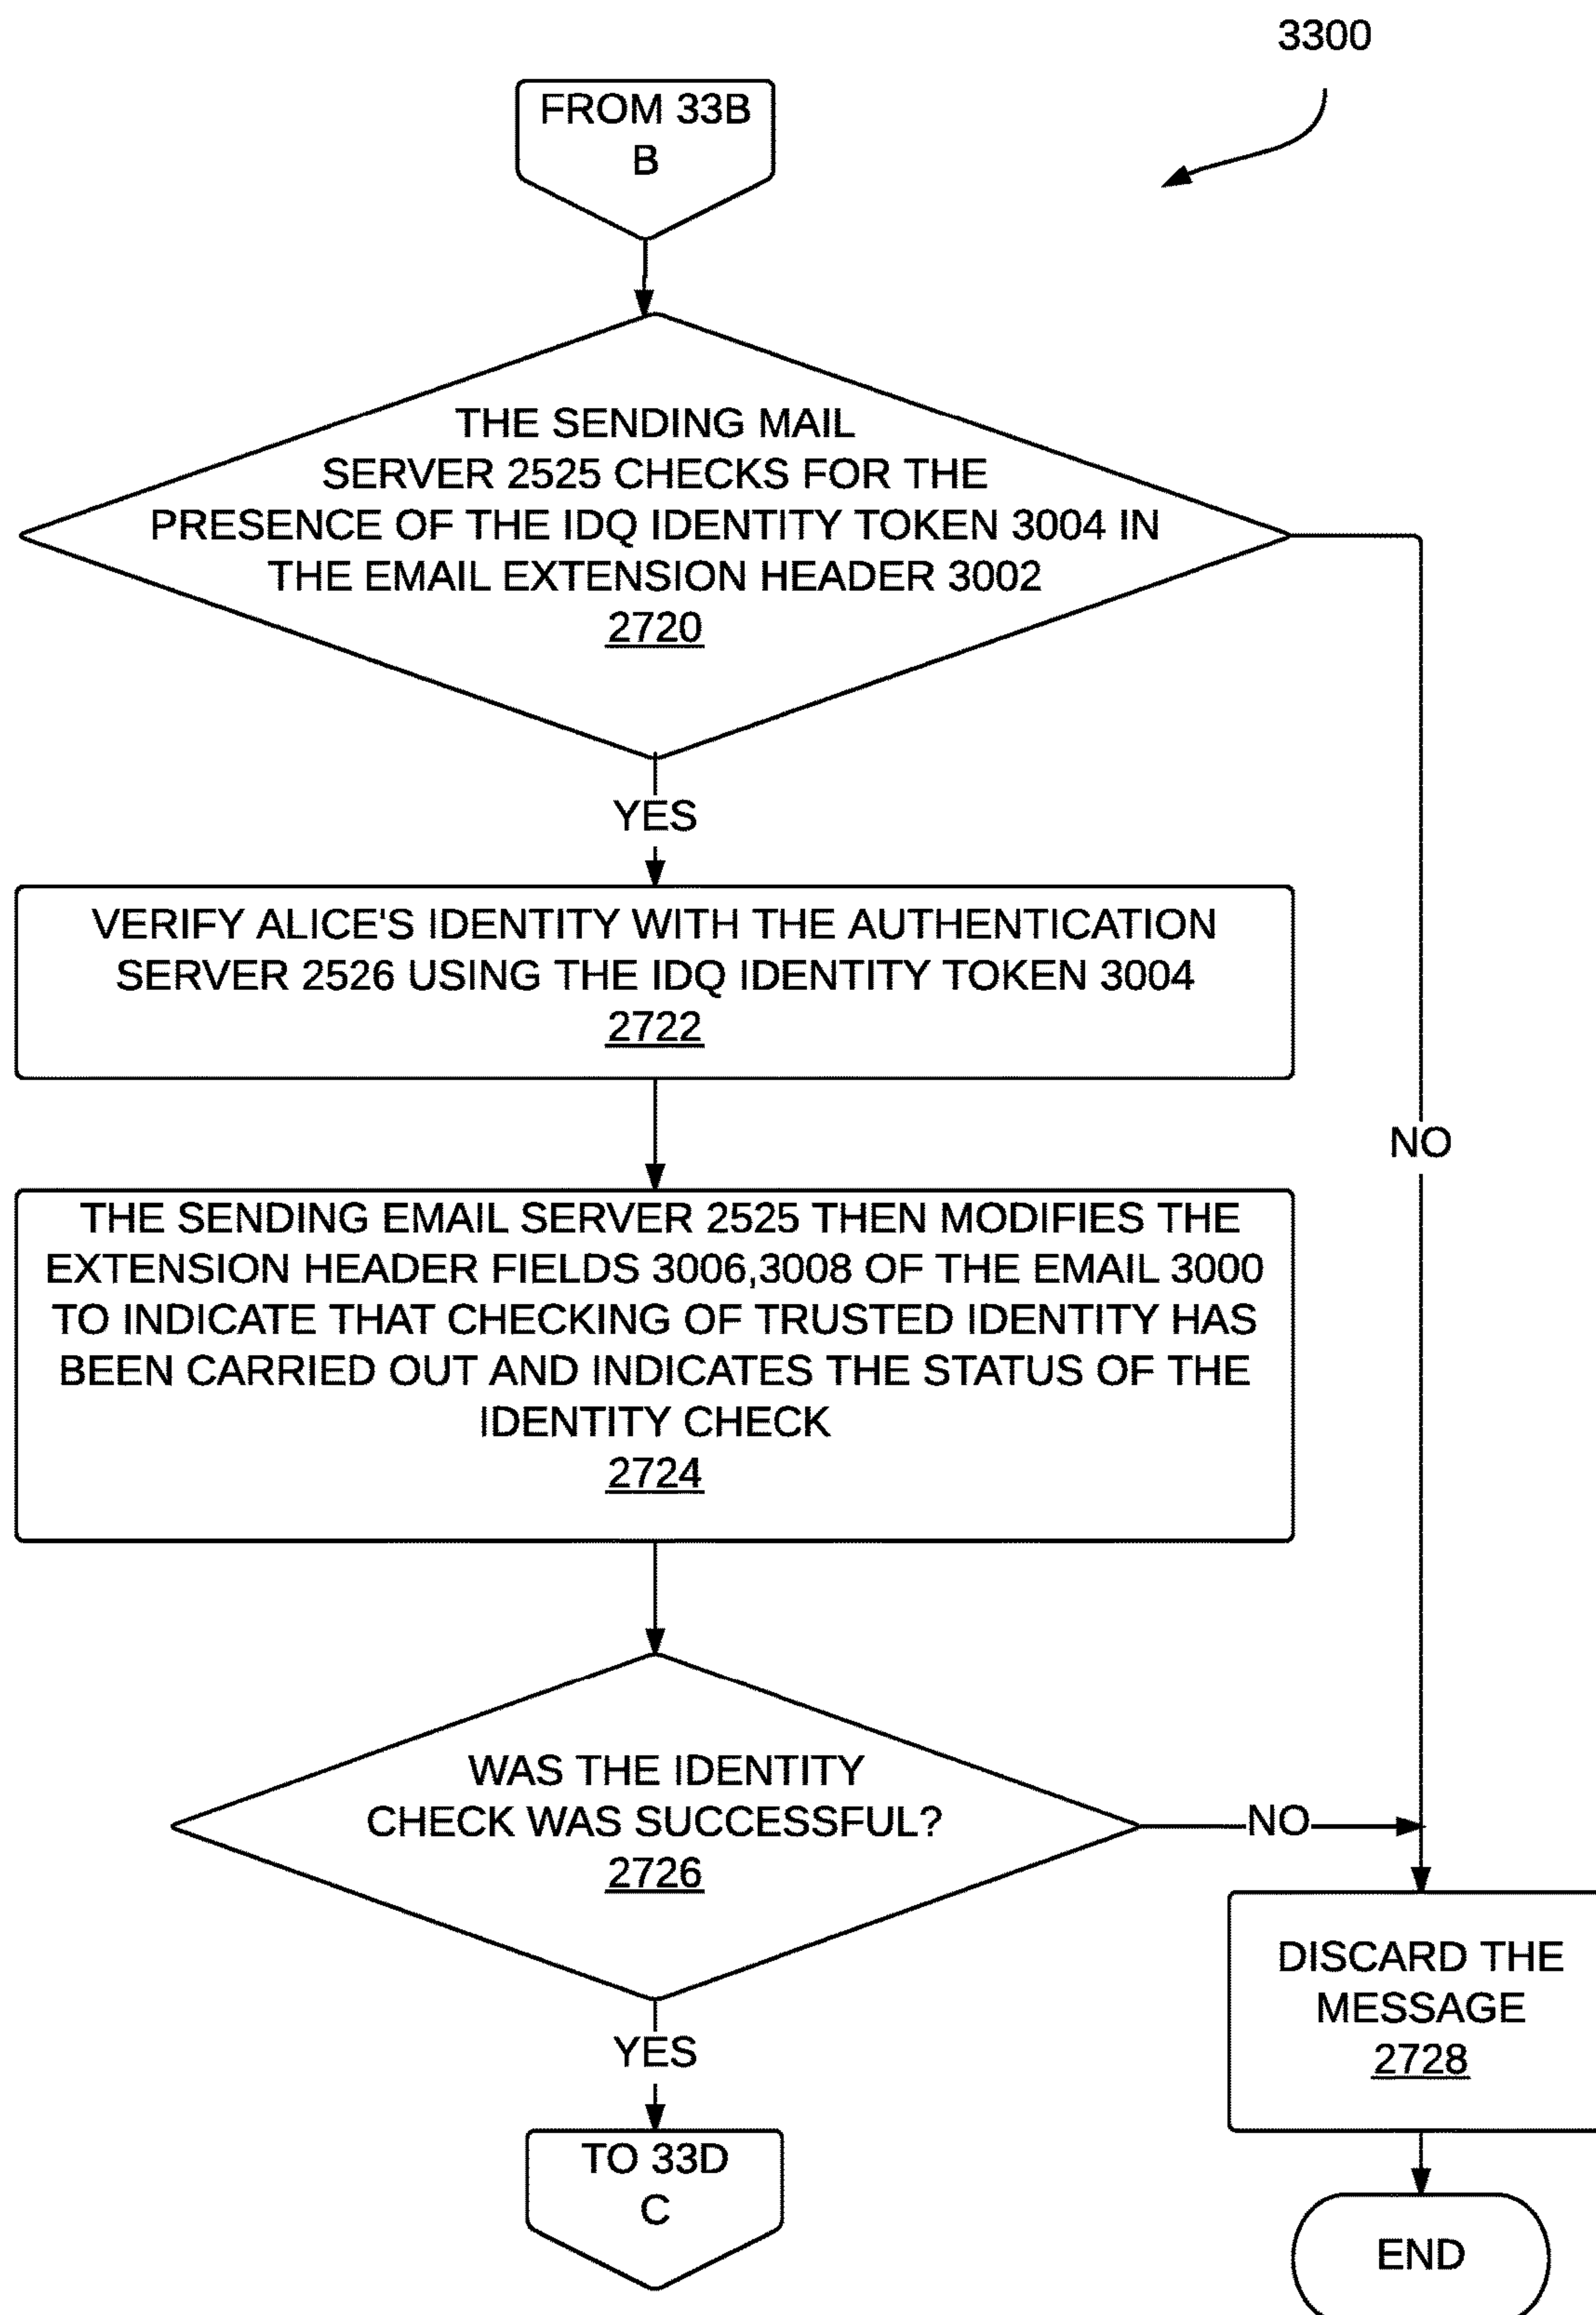 3300
FROM 33B
B
THE SENDING MAIL
SERVER 2525 CHECKS FOR THE
PRESENCE OF THE IDQ IDENTITY TOKEN 3004 IN
THE EMAIL EXTENSION HEADER 3002
2720
YES
VERIFY ALICE'S IDENTITY WITH THE AUTHENTICATION
SERVER 2526 USING THE IDQ IDENTITY TOKEN 3004
2722
NO
THE SENDING EMAIL SERVER 2525 THEN MODIFIES THE
EXTENSION HEADER FIELDS 3006,3008 OF THE EMAIL 3000
TO INDICATE THAT CHECKING OF TRUSTED IDENTITY HAS
BEEN CARRIED OUT AND INDICATES THE STATUS OF THE
IDENTITY CHECK
2724
WAS THE IDENTITY
CHECK WAS SUCCESSFUL?
2726
NO
YES
DISCARD THE
MESSAGE
2728
TO 33D
C
END